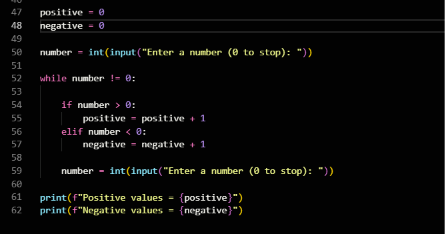 47 positive = 0
48 negative = 0
49
50 number = int(input("Enter a number (0 to stop): "))
51
52 while number != 0:
53
54     if number > 0:
55         positive = positive + 1
56     elif number < 0:
57         negative = negative + 1
58
59     number = int(input("Enter a number (0 to stop): "))
60
61 print(f"Positive values = {positive}")
62 print(f"Negative values = {negative}")